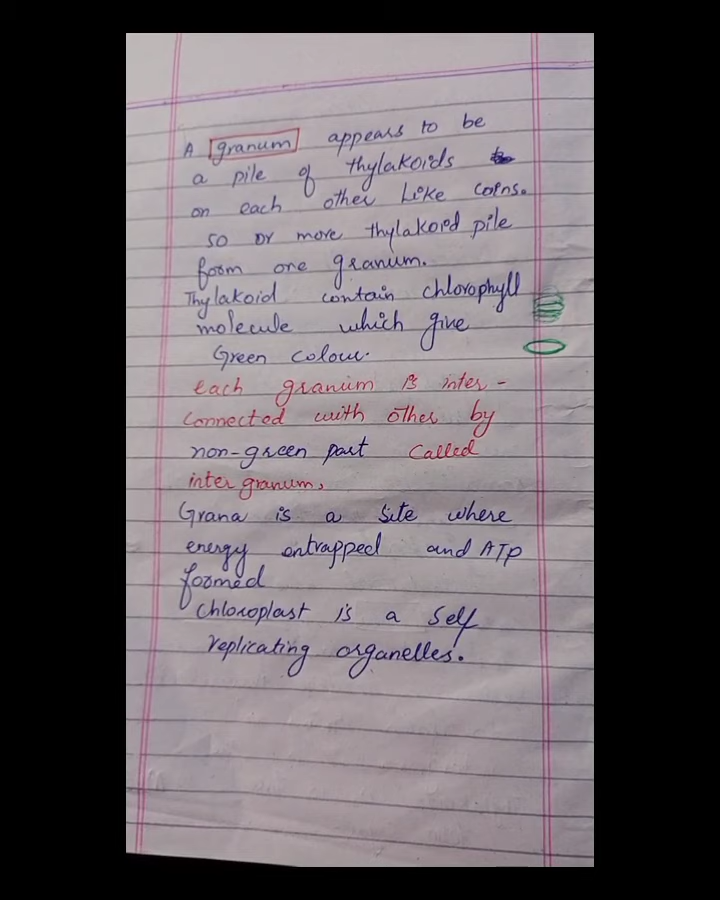 A granum appears to be
a pile of thylakoids
on each other Like coins.
50 or more thylakoid pile
form one granum.
Thylakoid contain chlorophyll
molecule which give
Green colour.
each granum is inter-
connected with other by
non-green part called
inter granum,
Grana is a site where
energy entrapped and ATP
formed
chloroplast is a self
replicating organelles.